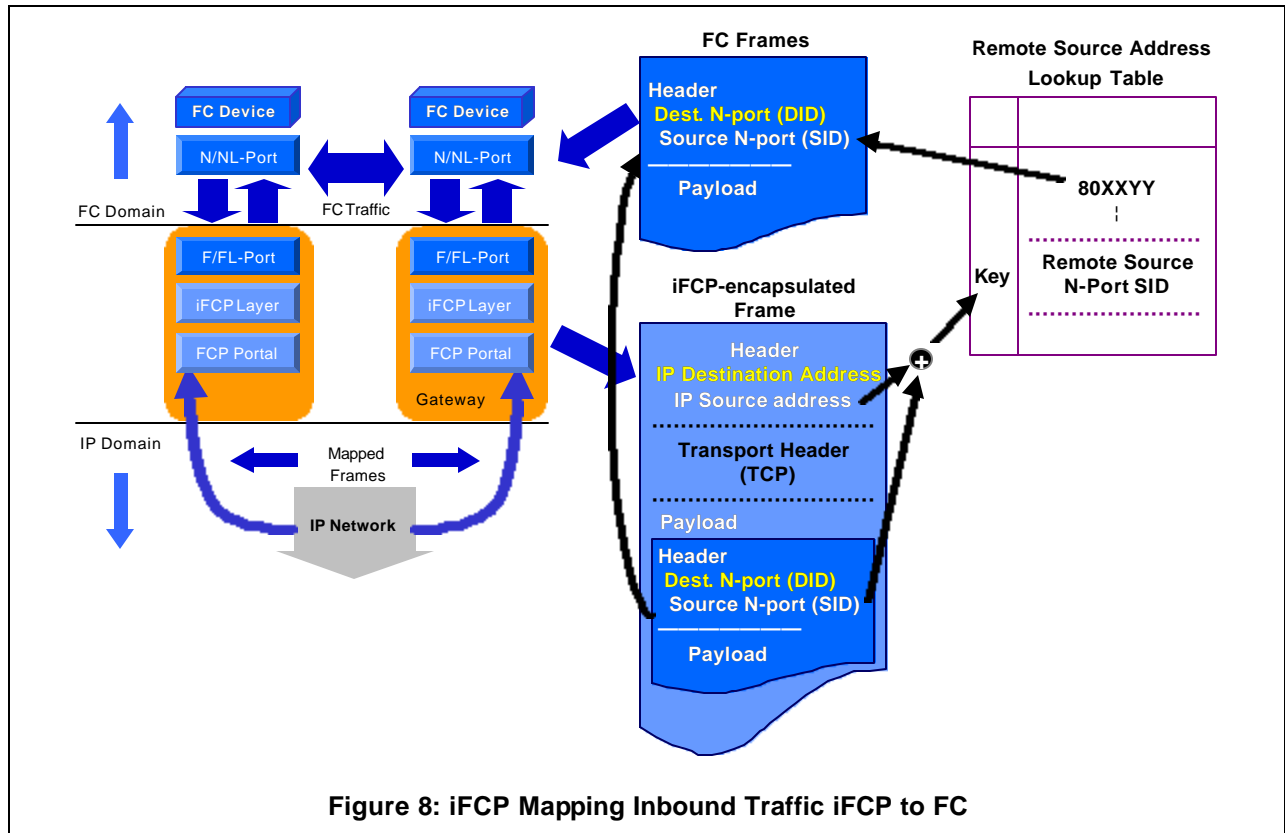 FC Device
N/NL-Port
FC Device
N/NL-Port
FC Domain
FC Traffic
F/FL-Port
iFCP Layer
FCP Portal
F/FL-Port
iFCP Layer
FCP Portal
Gateway
IP Domain
Mapped
Frames
IP Network
FC Frames
Header
Dest. N-port (DID)
Source N-port (SID)
Payload
iFCP-encapsulated
Frame
Header
IP Destination Address
IP Source address
Transport Header
(TCP)
Payload
Header
Dest. N-port (DID)
Source N-port (SID)
Payload
Remote Source Address
Lookup Table
80XXYY
Key
Remote Source
N-Port SID
+
Figure 8: iFCP Mapping Inbound Traffic iFCP to FC